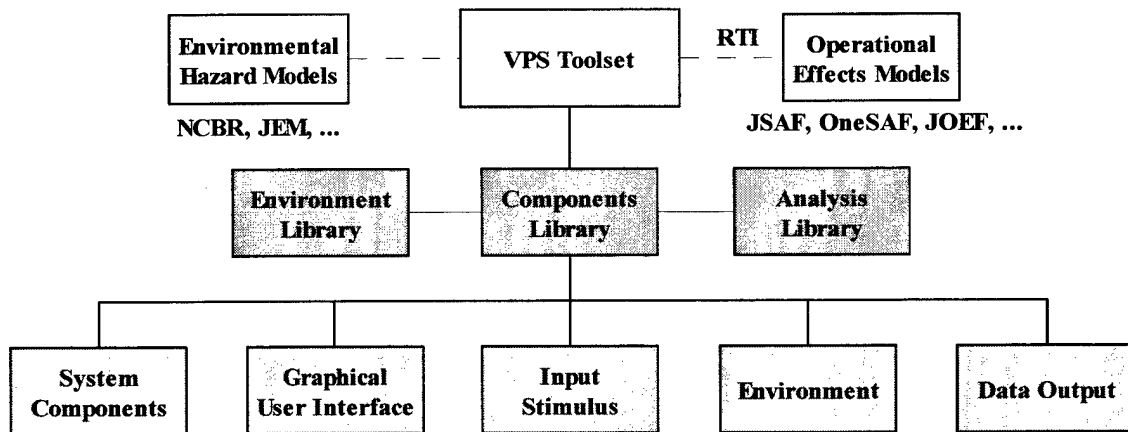 Environmental
Hazard Models
VPS Toolset
RTI
Operational
Effects Models
NCBR, JEM, ...
JSAF, OneSAF, JOEF, ...
Environment
Library
Components
Library
Analysis
Library
System
Components
Graphical
User Interface
Input
Stimulus
Environment
Data Output